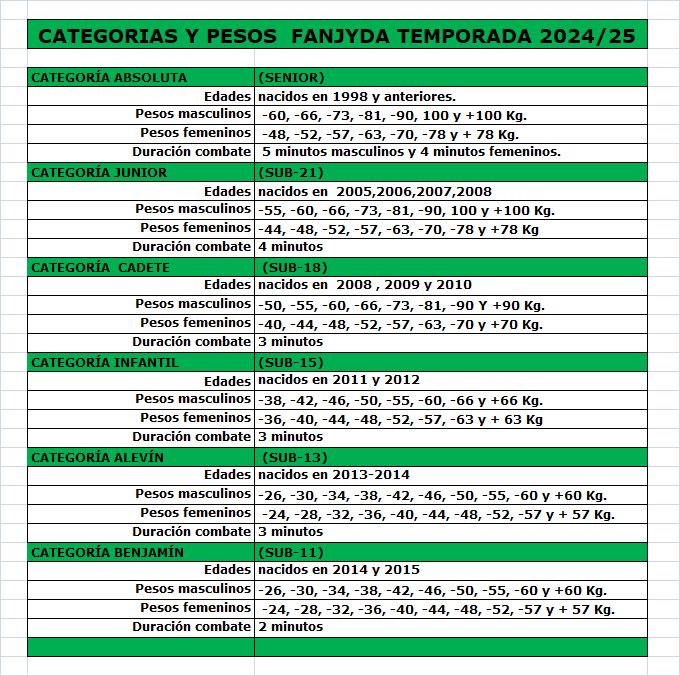 CATEGORIAS Y PESOS FANJYDA TEMPORADA 2024/25
CATEGORÍA ABSOLUTA (SENIOR)
Edades nacidos en 1998 y anteriores.
Pesos masculinos -60, -66, -73, -81, -90, 100 y +100 Kg.
Pesos femeninos -48, -52, -57, -63, -70, -78 y + 78 Kg.
Duración combate 5 minutos masculinos y 4 minutos femeninos.
CATEGORÍA JUNIOR (SUB-21)
Edades nacidos en 2005,2006,2007,2008
Pesos masculinos -55, -60, -66, -73, -81, -90, 100 y +100 Kg.
Pesos femeninos -44, -48, -52, -57, -63, -70, -78 y +78 Kg
Duración combate 4 minutos
CATEGORÍA CADETE (SUB-18)
Edades nacidos en 2008 , 2009 y 2010
Pesos masculinos -50, -55, -60, -66, -73, -81, -90 Y +90 Kg.
Pesos femeninos -40, -44, -48, -52, -57, -63, -70 y +70 Kg.
Duración combate 3 minutos
CATEGORÍA INFANTIL (SUB-15)
Edades nacidos en 2011 y 2012
Pesos masculinos -38, -42, -46, -50, -55, -60, -66 y +66 Kg.
Pesos femeninos -36, -40, -44, -48, -52, -57, -63 y + 63 Kg
Duración combate 3 minutos
CATEGORÍA ALEVÍN (SUB-13)
Edades nacidos en 2013-2014
Pesos masculinos -26, -30, -34, -38, -42, -46, -50, -55, -60 y +60 Kg.
Pesos femeninos -24, -28, -32, -36, -40, -44, -48, -52, -57 y + 57 Kg.
Duración combate 3 minutos
CATEGORÍA BENJAMÍN (SUB-11)
Edades nacidos en 2014 y 2015
Pesos masculinos -26, -30, -34, -38, -42, -46, -50, -55, -60 y +60 Kg.
Pesos femeninos -24, -28, -32, -36, -40, -44, -48, -52, -57 y + 57 Kg.
Duración combate 2 minutos